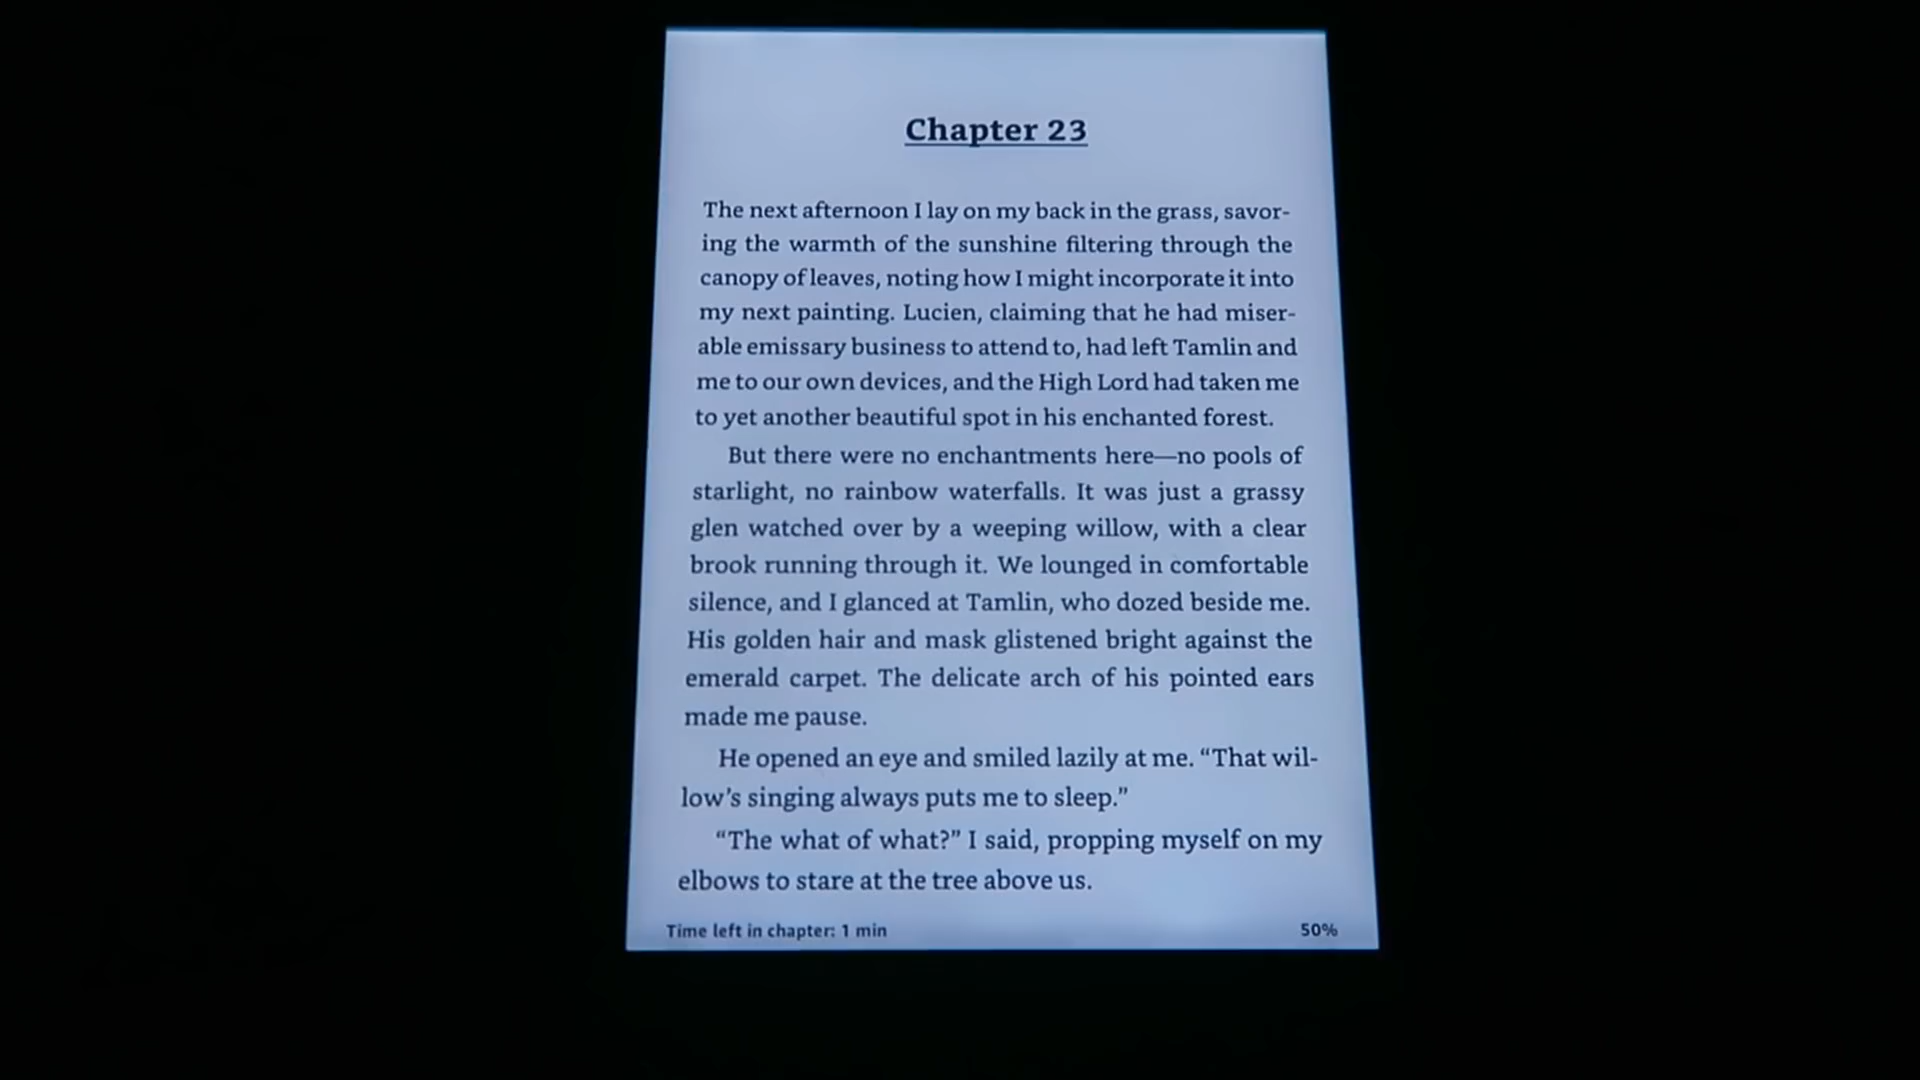 Chapter 23
The next afternoon I lay on my back in the grass, savor-
ing the warmth of the sunshine filtering through the
canopy of leaves, noting how I might incorporate it into
my next painting. Lucien, claiming that he had miser-
able emissary business to attend to, had left Tamlin and
me to our own devices, and the High Lord had taken me
to yet another beautiful spot in his enchanted forest.
But there were no enchantments here—no pools of
starlight, no rainbow waterfalls. It was just a grassy
glen watched over by a weeping willow, with a clear
brook running through it. We lounged in comfortable
silence, and I glanced at Tamlin, who dozed beside me.
His golden hair and mask glistened bright against the
emerald carpet. The delicate arch of his pointed ears
made me pause.
He opened an eye and smiled lazily at me. “That wil-
low’s singing always puts me to sleep.”
“The what of what?” I said, propping myself on my
elbows to stare at the tree above us.
Time left in chapter: 1 min
50%